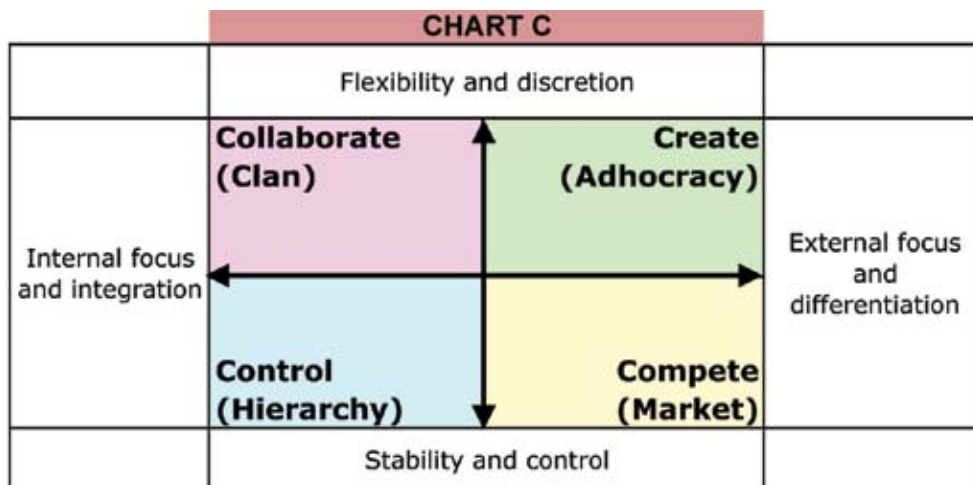 CHART C
Flexibility and discretion
Collaborate
(Clan)
Create
(Adhocracy)
Internal focus
and integration
External focus
and
differentiation
Control
(Hierarchy)
Compete
(Market)
Stability and control